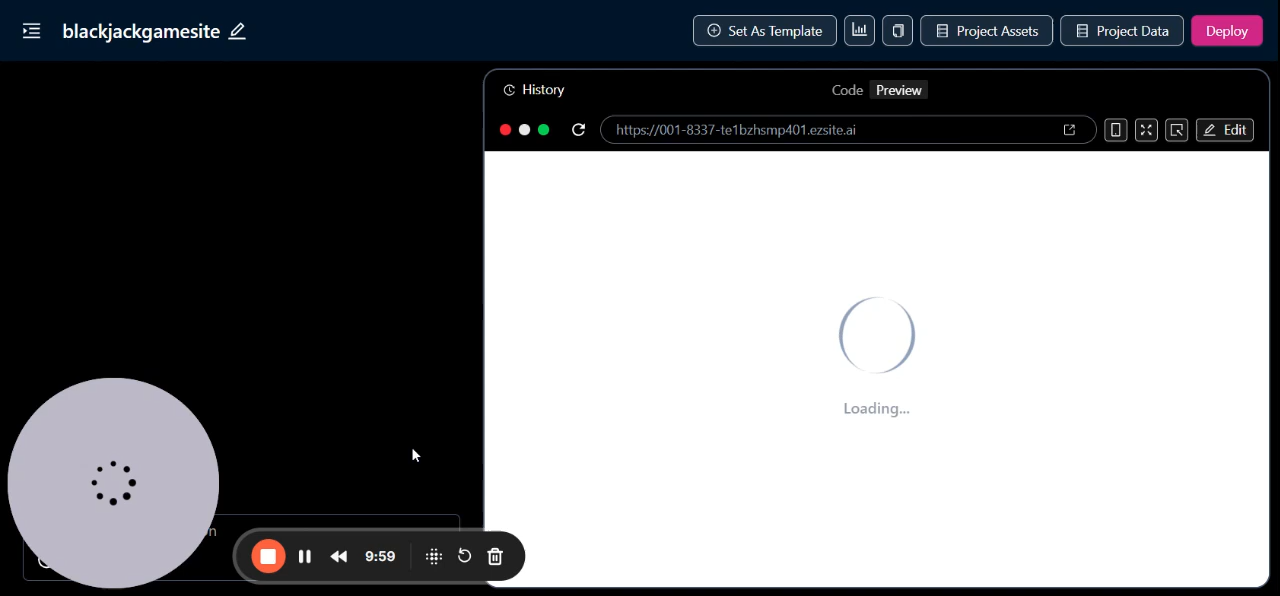 blackjackgamesite
Set As Template
Project Assets
Project Data
Deploy
History
Code
Preview
https://001-8337-te1bzhsmp401.ezsite.ai
Edit
Loading...
9:59